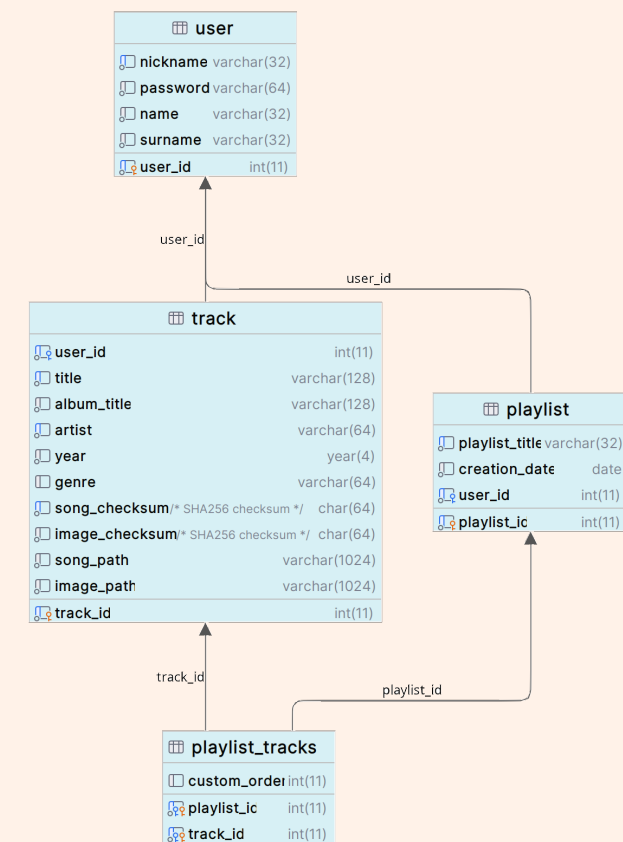 user
nickname varchar(32)
password varchar(64)
name varchar(32)
surname varchar(32)
user_id int(11)
user_id
user_id
track
user_id int(11)
title varchar(128)
album_title varchar(128)
artist varchar(64)
year year(4)
genre varchar(64)
song_checksum/* SHA256 checksum */ char(64)
image_checksum/* SHA256 checksum */ char(64)
song_path varchar(1024)
image_path varchar(1024)
track_id int(11)
playlist
playlist_title varchar(32)
creation_date date
user_id int(11)
playlist_id int(11)
track_id
playlist_id
playlist_tracks
custom_order int(11)
playlist_id int(11)
track_id int(11)